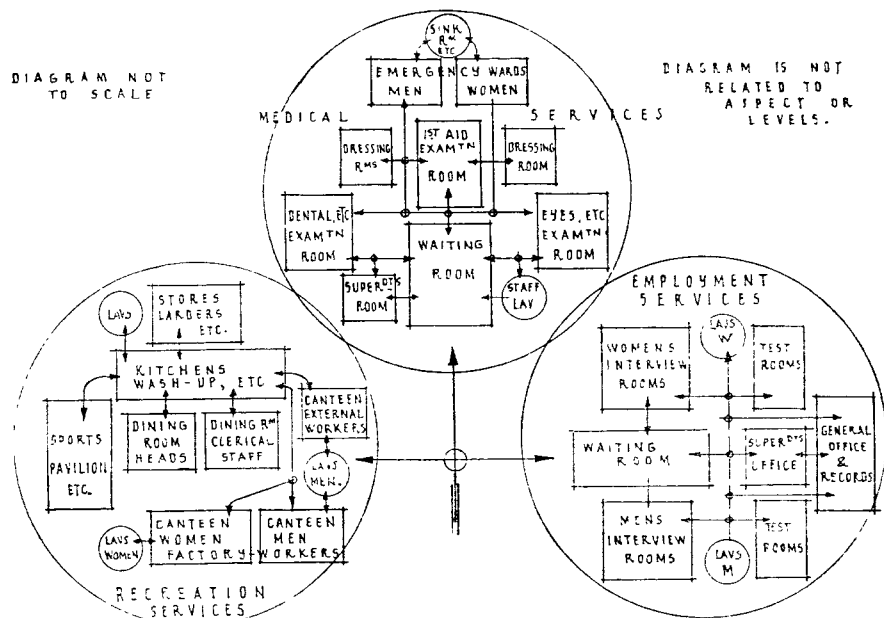 DIAGRAM NOT
TO SCALE
DIAGRAM IS NOT
RELATED TO
ASPECT OR
LEVELS.
SINK
RM
ETC
EMERGENCY WARDS
MEN
WOMEN
MEDICAL SERVICES
DRESSING
RMS
1ST AID
EXAMTN
ROOM
DRESSING
ROOM
DENTAL, ETC
EXAMTN
ROOM
WAITING
ROOM
EYES, ETC
EXAMTN
ROOM
SUPERDTS
ROOM
STAFF
LAV
LAVS
STORES
LARDERS
ETC.
KITCHENS
WASH-UP, ETC
SPORTS
PAVILION
ETC.
DINING
ROOM
HEADS
DINING RM
CLERICAL
STAFF
CANTEEN
EXTERNAL
WORKERS
LAVS
MEN.
LAVS
WOMEN
CANTEEN
WOMEN
FACTORY-
CANTEEN
MEN
WORKERS
RECREATION
SERVICES
EMPLOYMENT
SERVICES
LAVS
W
WOMENS
INTERVIEW
ROOMS
TEST
ROOMS
WAITING
ROOM
SUPERDTS
OFFICE
GENERAL
OFFICE
&
RECORDS
MENS
INTERVIEW
ROOMS
LAVS
M
TEST
ROOMS